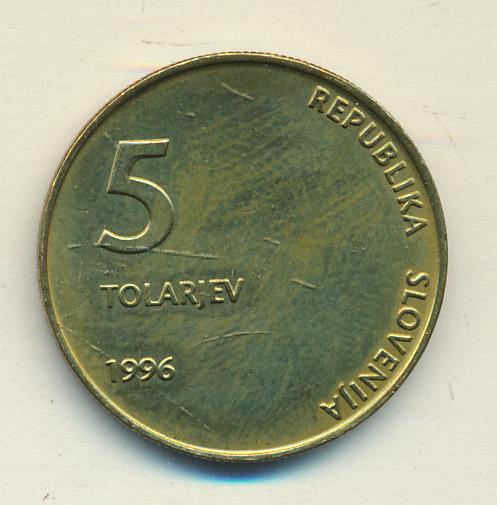 5
TOLARJEV
1996
REPUBLIKA SLOVENIJA